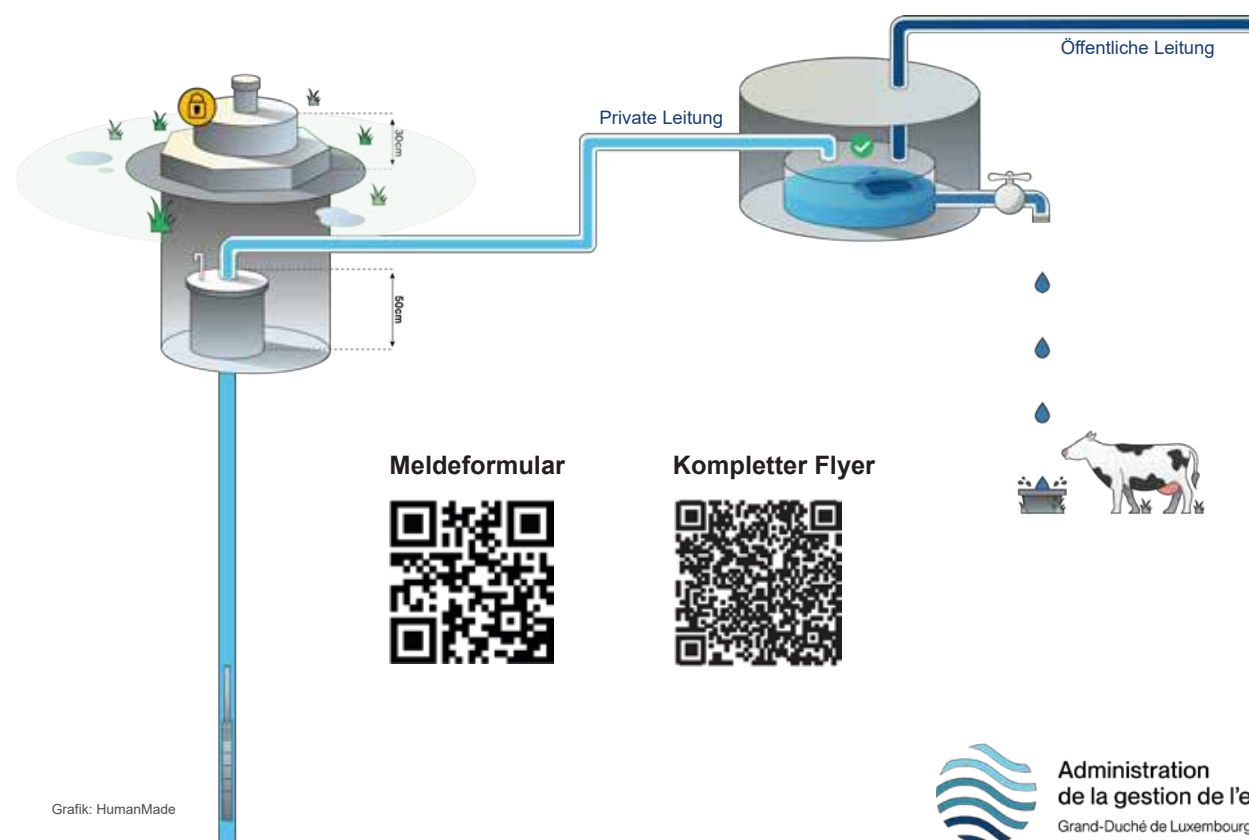 Öffentliche Leitung
Private Leitung
30cm
50cm
Meldeformular
Kompletter Flyer
Grafik: HumanMade
Administration
de la gestion de l'e
Grand-Duché de Luxembourg